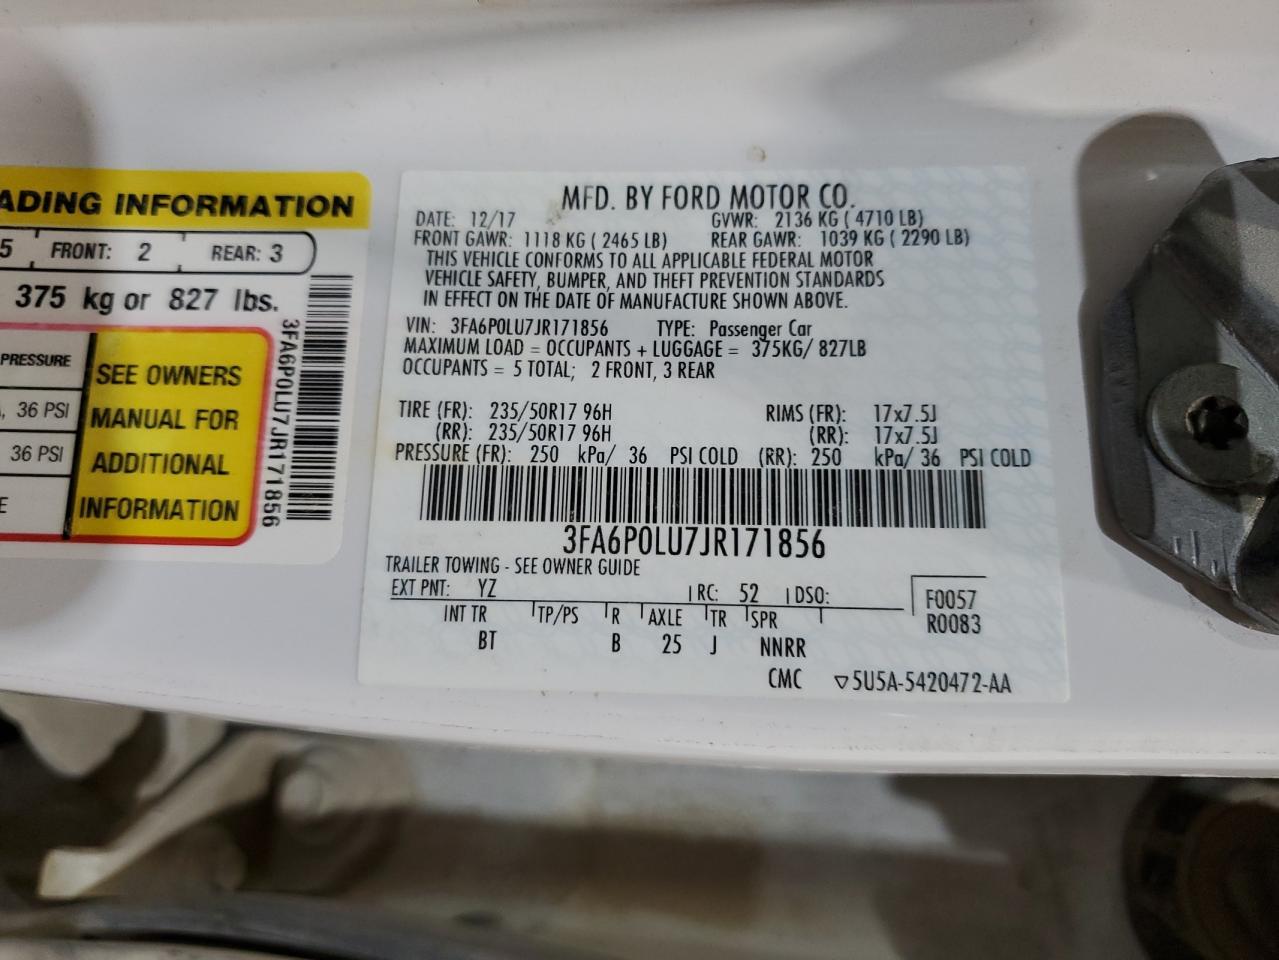 ADING INFORMATION
5 FRONT: 2 REAR: 3
375 kg or 827 lbs.
PRESSURE
36 PSI
36 PSI
SEE OWNERS
MANUAL FOR
ADDITIONAL
INFORMATION
3FA6P0LU7JR171856
MFD. BY FORD MOTOR CO.
DATE: 12/17 GVWR: 2136 KG ( 4710 LB)
FRONT GAWR: 1118 KG ( 2465 LB) REAR GAWR: 1039 KG ( 2290 LB)
THIS VEHICLE CONFORMS TO ALL APPLICABLE FEDERAL MOTOR
VEHICLE SAFETY, BUMPER, AND THEFT PREVENTION STANDARDS
IN EFFECT ON THE DATE OF MANUFACTURE SHOWN ABOVE.
VIN: 3FA6P0LU7JR171856 TYPE: Passenger Car
MAXIMUM LOAD = OCCUPANTS + LUGGAGE = 375KG/ 827LB
OCCUPANTS = 5 TOTAL; 2 FRONT, 3 REAR
TIRE (FR): 235/50R17 96H RIMS (FR): 17x7.5J
(RR): 235/50R17 96H (RR): 17x7.5J
PRESSURE (FR): 250 kPa/ 36 PSI COLD (RR): 250 kPa/ 36 PSI COLD
3FA6P0LU7JR171856
TRAILER TOWING - SEE OWNER GUIDE
EXT PNT: YZ RC: 52 DSO: F0057
INT TR TP/PS R AXLE TR SPR R0083
BT B 25 J NNRR
CMC ▽5U5A-5420472-AA